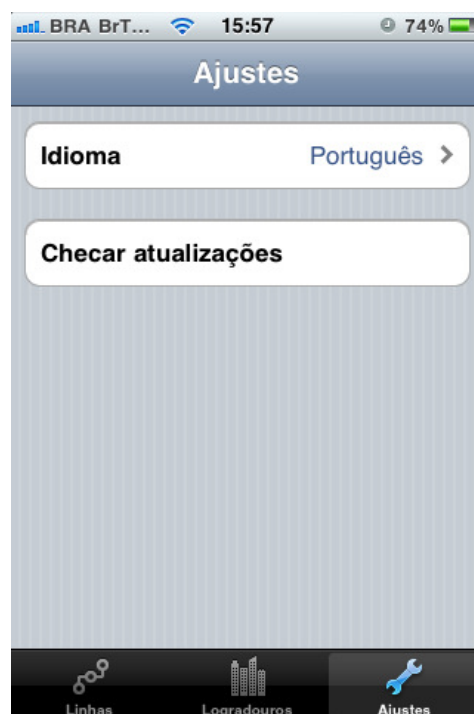 BRA BrT... 15:57 74%
Ajustes
Idioma Português
Checar atualizações
Linhas Logradouros Ajustes